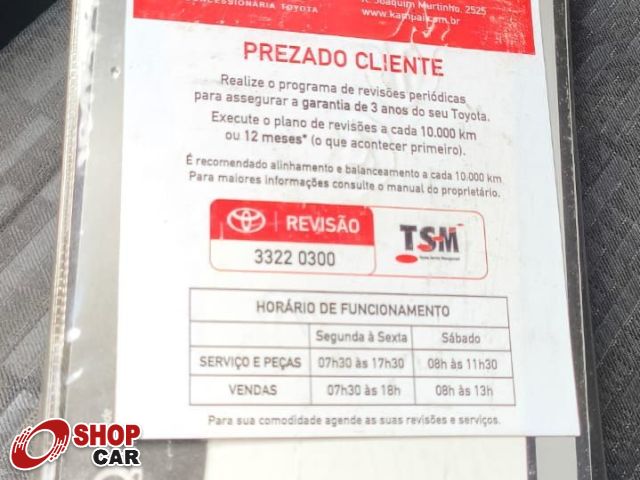 CONCESSIONÁRIA TOYOTA
R. Joaquim Murtinho, 2525
www.kampai.com.br
PREZADO CLIENTE
Realize o programa de revisões periódicas
para assegurar a garantia de 3 anos do seu Toyota.
Execute o plano de revisões a cada 10.000 km
ou 12 meses* (o que acontecer primeiro).
É recomendado alinhamento e balanceamento a cada 10.000 km
Para maiores informações consulte o manual do proprietário.
REVISÃO
3322 0300
TSM
Toyota Service Management
HORÁRIO DE FUNCIONAMENTO
Segunda à Sexta Sábado
SERVIÇO E PEÇAS 07h30 às 17h30 08h às 11h30
VENDAS 07h30 às 18h 08h às 13h
Para sua comodidade agende as suas revisões e serviços.
SHOP
CAR